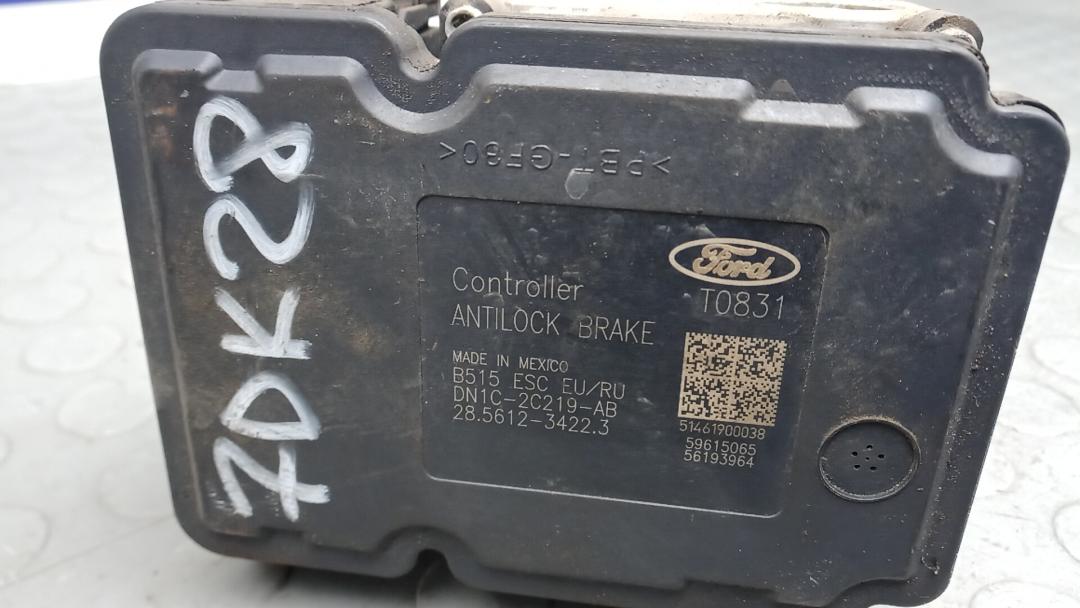 >PBT-GF30<
Ford
Controller
T0831
ANTILOCK BRAKE
MADE IN MEXICO
B515 ESC EU/RU
DN1C-2C219-AB
28.5612-3422.3
51461900038
59615065
56193964
7DK28